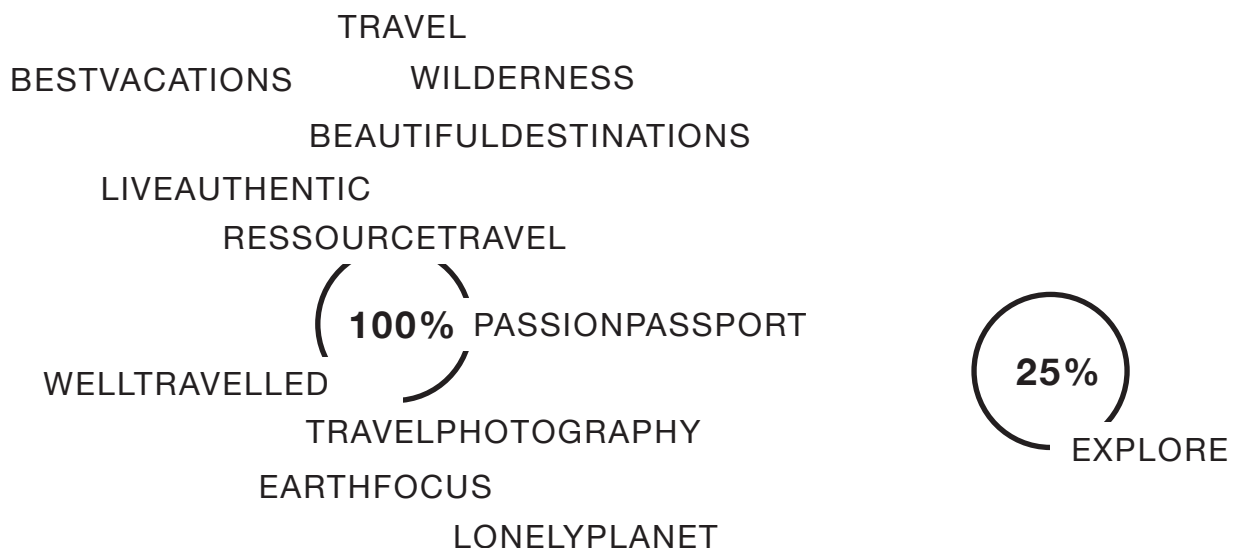 TRAVEL
BESTVACATIONS
WILDERNESS
BEAUTIFULDESTINATIONS
LIVEAUTHENTIC
RESSOURCETRAVEL
100%
PASSIONPASSPORT
25%
WELLTRAVELLED
TRAVELPHOTOGRAPHY
EXPLORE
EARTHFOCUS
LONELYPLANET